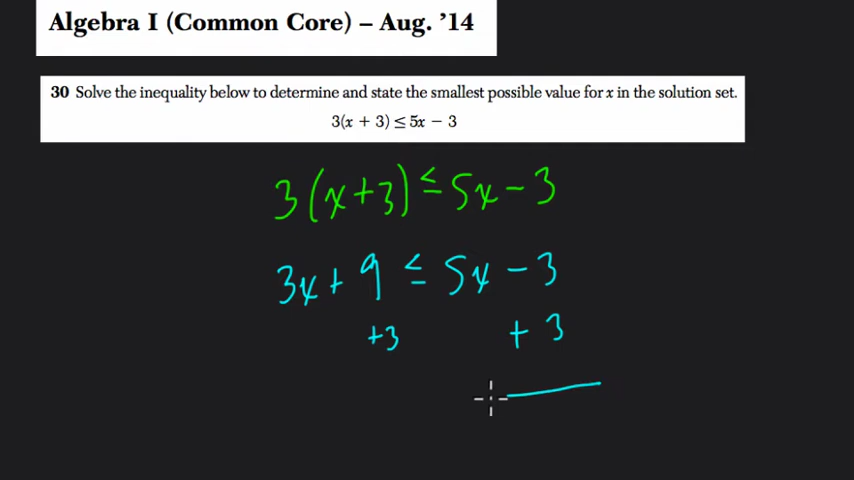 Algebra I (Common Core) – Aug. ’14
30 Solve the inequality below to determine and state the smallest possible value for x in the solution set.
3(x + 3) ≤ 5x − 3
3(x+3) ≤ 5x − 3
3x + 9 ≤ 5x − 3
+3 + 3